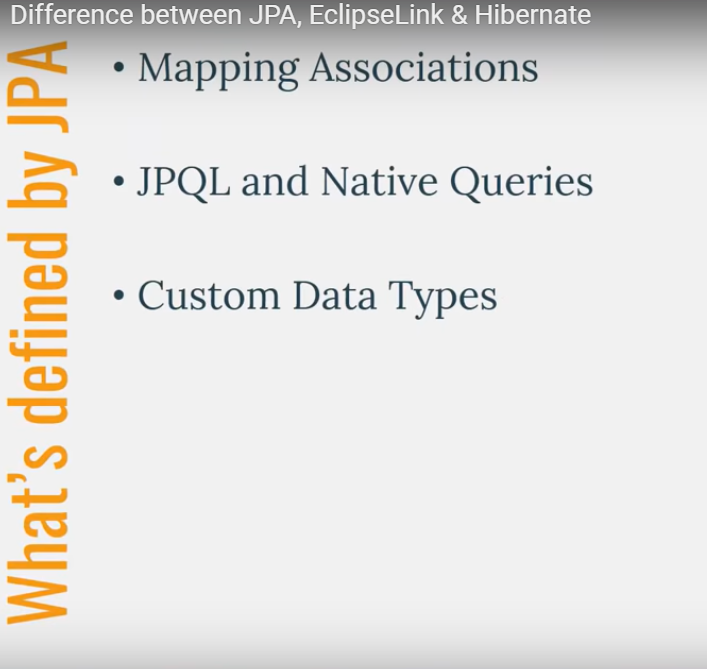 Difference between JPA, EclipseLink & Hibernate
What's defined by JPA
• Mapping Associations
• JPQL and Native Queries
• Custom Data Types